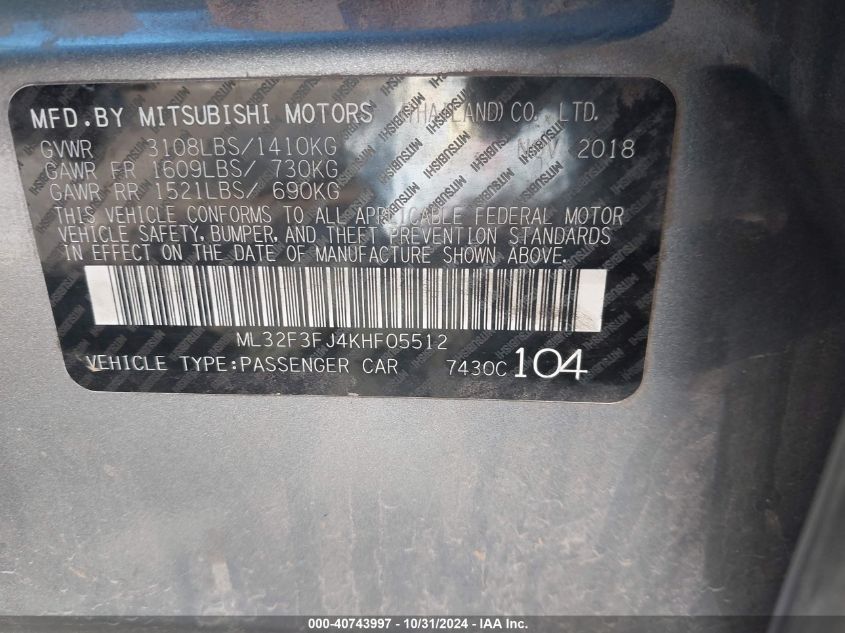 MFD.BY MITSUBISHI MOTORS (THAILAND) CO., LTD.
GVWR 3108LBS/1410KG NOV 2018
GAWR FR 1609LBS/ 730KG
GAWR RR 1521LBS/ 690KG
THIS VEHICLE CONFORMS TO ALL APPLICABLE FEDERAL MOTOR
VEHICLE SAFETY, BUMPER, AND THEFT PREVENTION STANDARDS
IN EFFECT ON THE DATE OF MANUFACTURE SHOWN ABOVE.
ML32F3FJ4KHF05512
VEHICLE TYPE:PASSENGER CAR 7430C 104
000-40743997 - 10/31/2024 - IAA Inc.